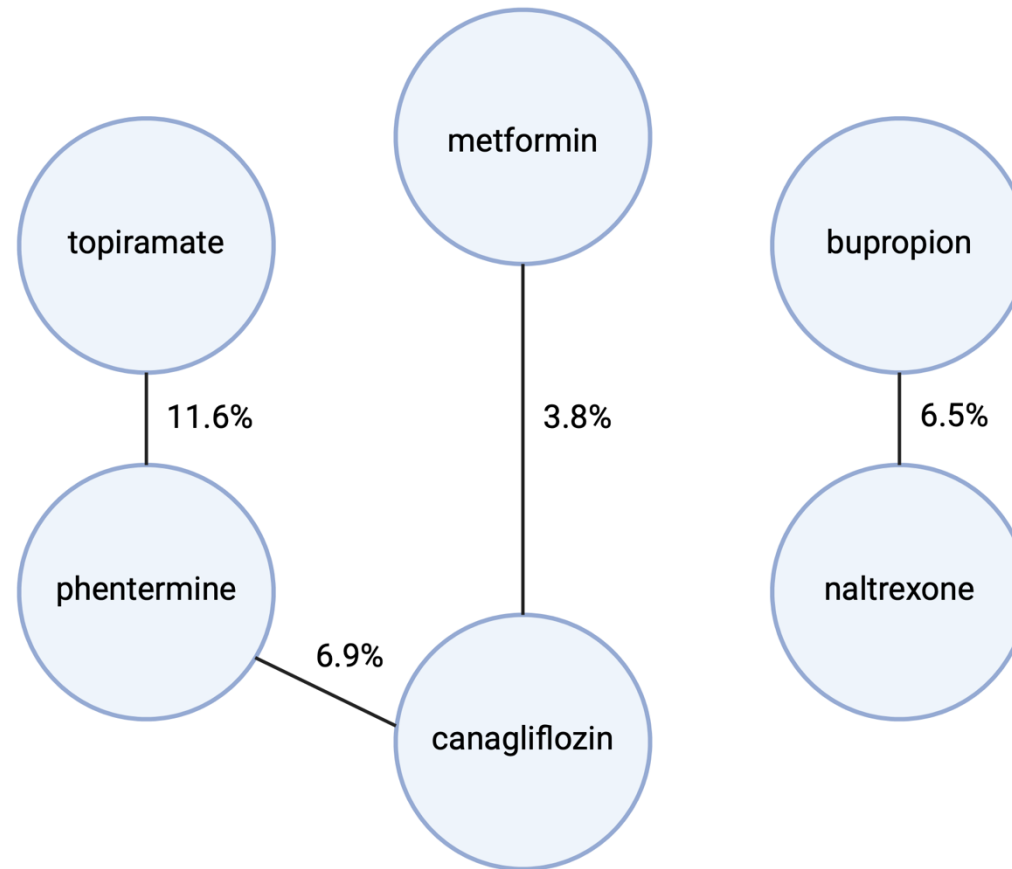 metformin
topiramate
bupropion
11.6%
3.8%
6.5%
phentermine
naltrexone
6.9%
canagliflozin